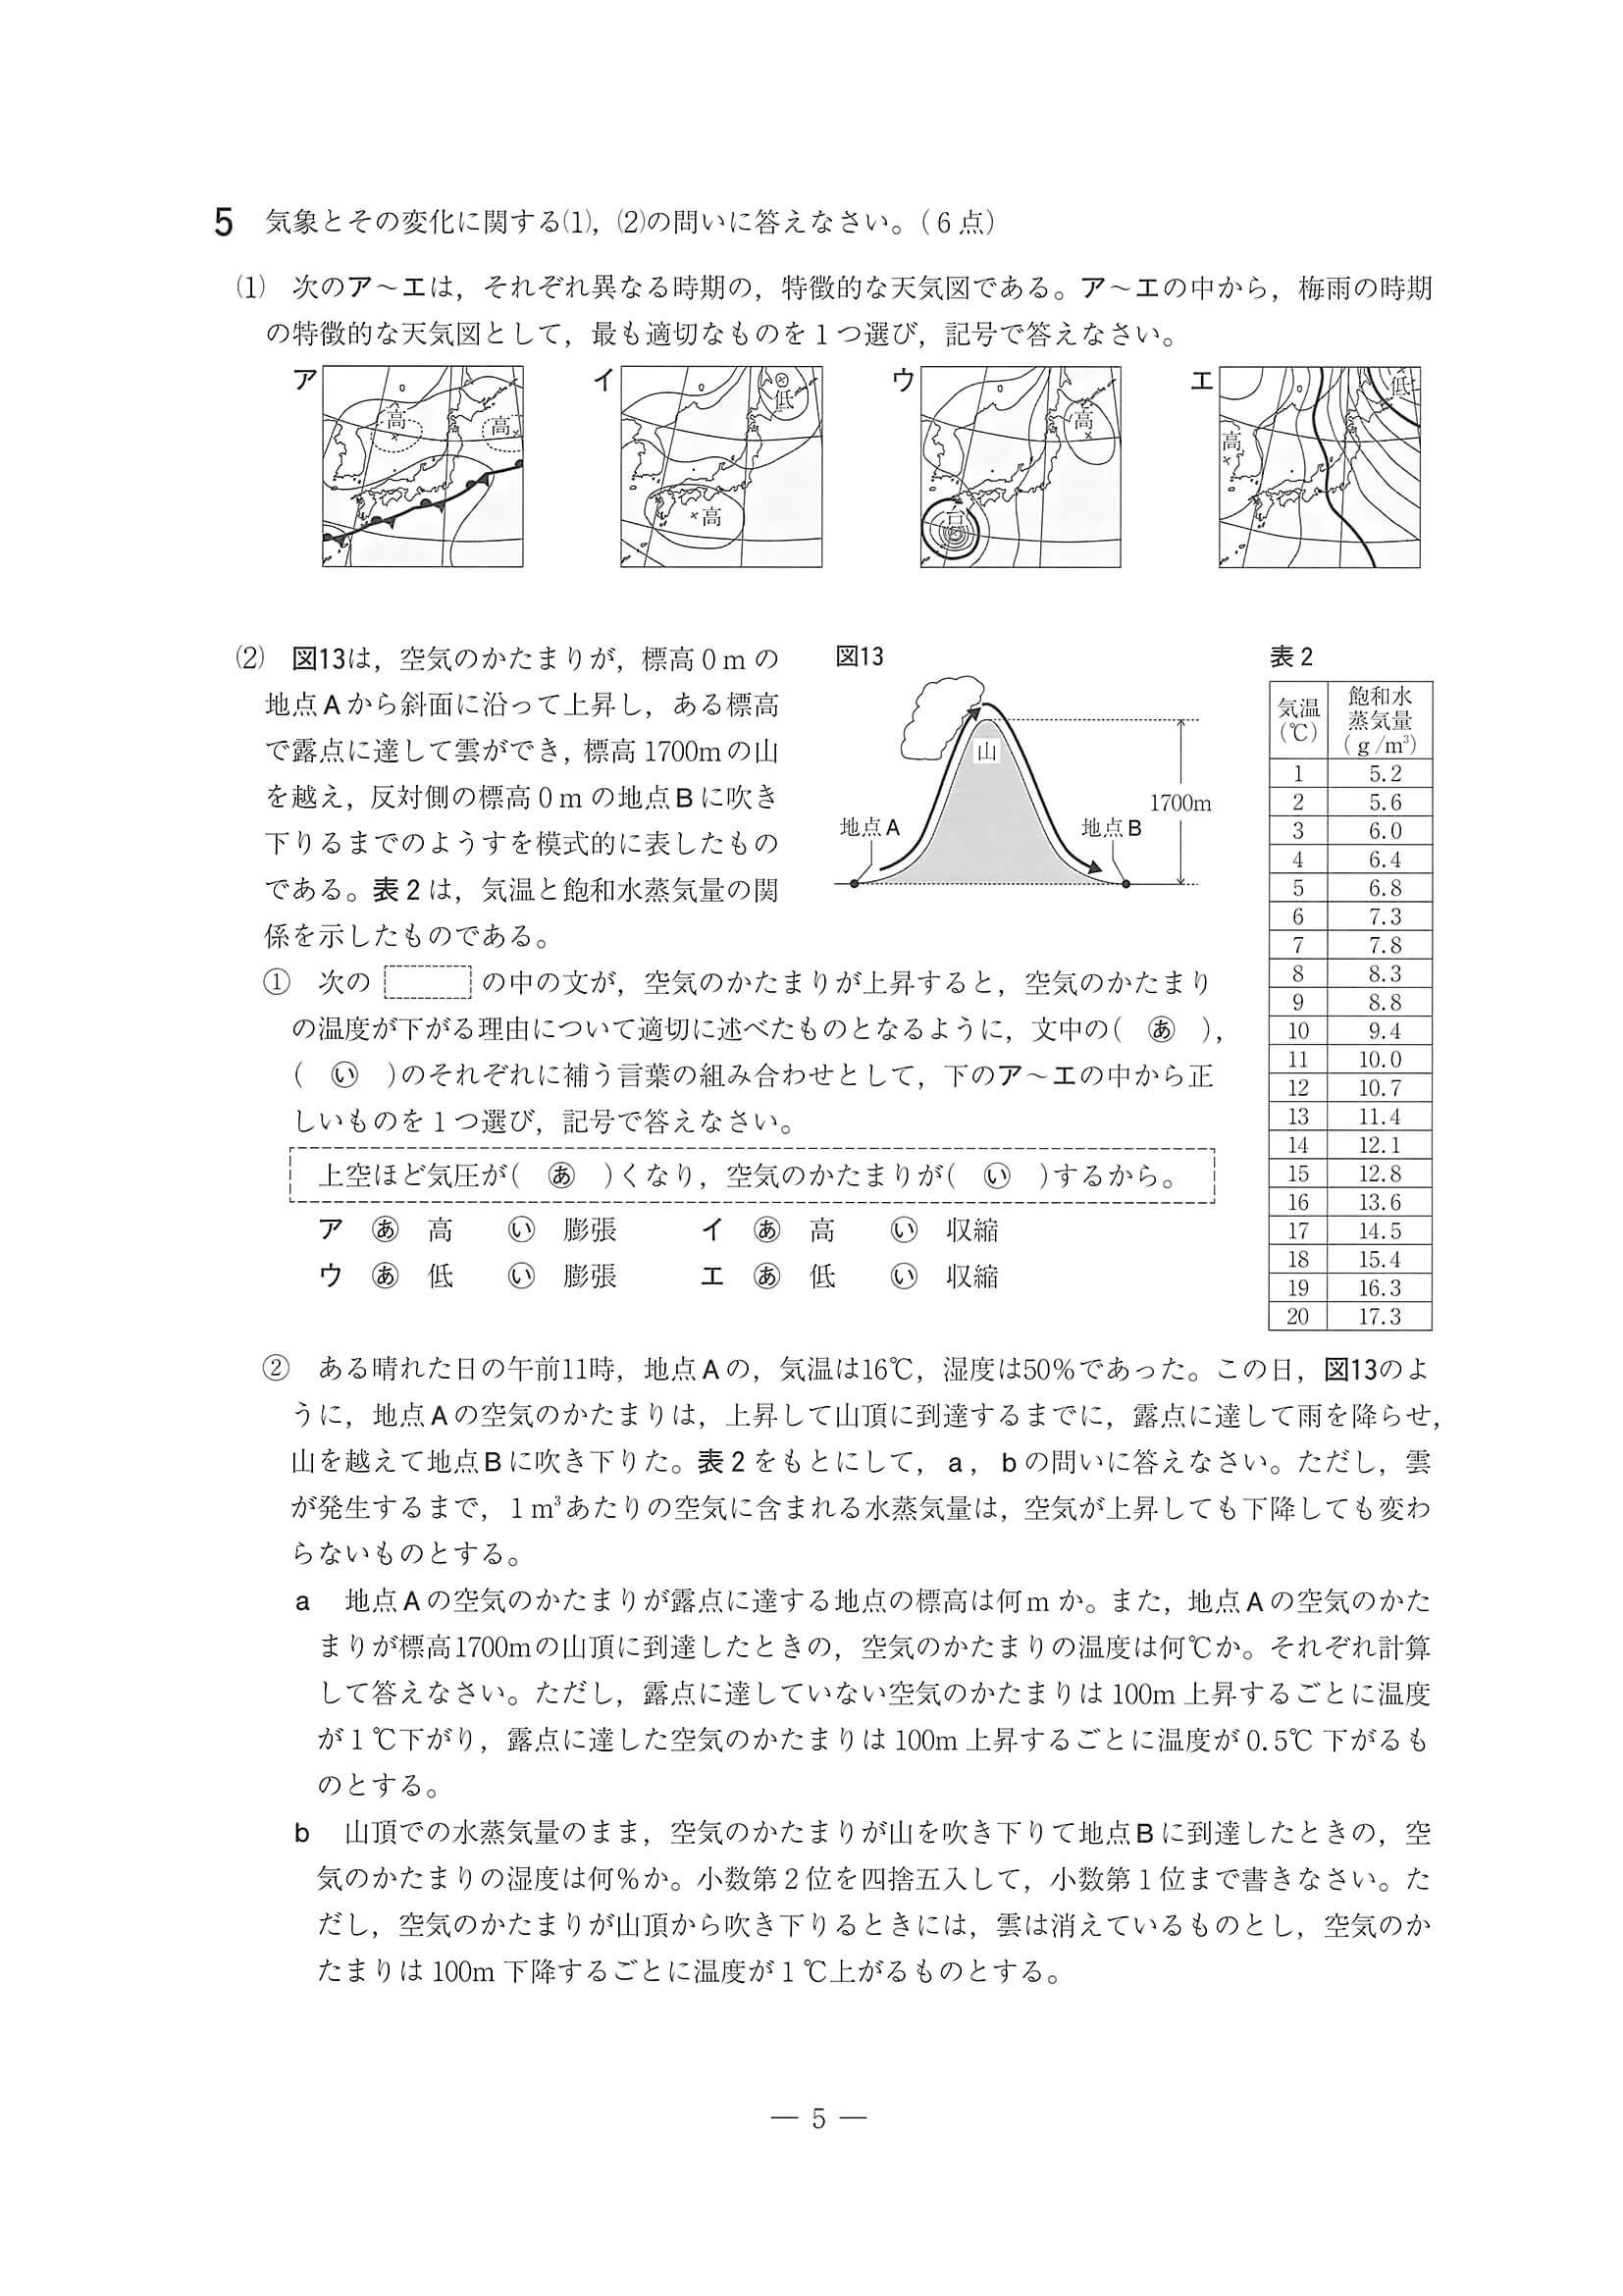 5 気象とその変化に関する(1)，(2)の問いに答えなさい。（6点）
(1) 次のア～エは，それぞれ異なる時期の，特徴的な天気図である。ア～エの中から，梅雨の時期
の特徴的な天気図として，最も適切なものを1つ選び，記号で答えなさい。
ア 高 高
イ 低 高
ウ 高 台
エ 高 低
(2) 図13は，空気のかたまりが，標高0mの
地点Aから斜面に沿って上昇し，ある標高
で露点に達して雲ができ，標高1700mの山
を越え，反対側の標高0mの地点Bに吹き
下りるまでのようすを模式的に表したもの
である。表2は，気温と飽和水蒸気量の関
係を示したものである。
図13
山
1700m
地点A
地点B
表2
気温(℃) 飽和水蒸気量(g/m³)
1 5.2
2 5.6
3 6.0
4 6.4
5 6.8
6 7.3
7 7.8
8 8.3
9 8.8
10 9.4
11 10.0
12 10.7
13 11.4
14 12.1
15 12.8
16 13.6
17 14.5
18 15.4
19 16.3
20 17.3
① 次の の中の文が，空気のかたまりが上昇すると，空気のかたまり
の温度が下がる理由について適切に述べたものとなるように，文中の( ㋐あ )，
( ㋑い )のそれぞれに補う言葉の組み合わせとして，下のア～エの中から正
しいものを1つ選び，記号で答えなさい。
上空ほど気圧が( あ )くなり，空気のかたまりが( い )するから。
ア あ 高 い 膨張 イ あ 高 い 収縮
ウ あ 低 い 膨張 エ あ 低 い 収縮
② ある晴れた日の午前11時，地点Aの，気温は16℃，湿度は50％であった。この日，図13のよ
うに，地点Aの空気のかたまりは，上昇して山頂に到達するまでに，露点に達して雨を降らせ，
山を越えて地点Bに吹き下りた。表2をもとにして，a，bの問いに答えなさい。ただし，雲
が発生するまで，1m³あたりの空気に含まれる水蒸気量は，空気が上昇しても下降しても変わ
らないものとする。
a 地点Aの空気のかたまりが露点に達する地点の標高は何mか。また，地点Aの空気のかた
まりが標高1700mの山頂に到達したときの，空気のかたまりの温度は何℃か。それぞれ計算
して答えなさい。ただし，露点に達していない空気のかたまりは100m上昇するごとに温度
が1℃下がり，露点に達した空気のかたまりは100m上昇するごとに温度が0.5℃下がるも
のとする。
b 山頂での水蒸気量のまま，空気のかたまりが山を吹き下りて地点Bに到達したときの，空
気のかたまりの湿度は何％か。小数第2位を四捨五入して，小数第1位まで書きなさい。た
だし，空気のかたまりが山頂から吹き下りるときには，雲は消えているものとし，空気のか
たまりは100m下降するごとに温度が1℃上がるものとする。
― 5 ―